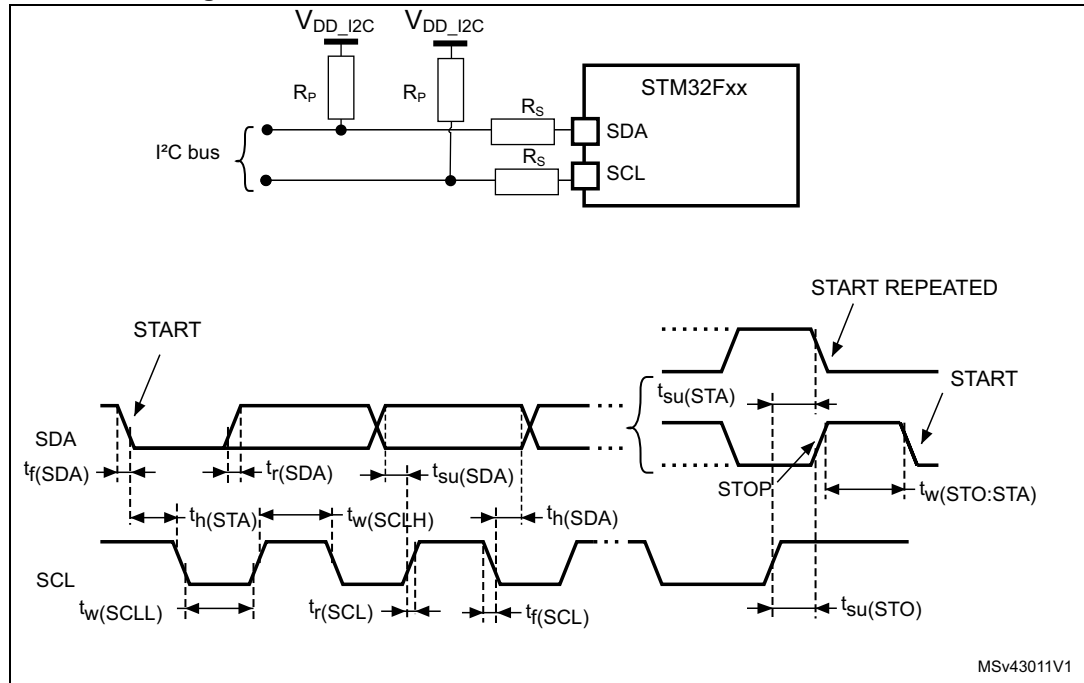 VDD_I2C VDD_I2C
STM32Fxx
RP RP RS
SDA
I²C bus
RS
SCL
START REPEATED
START
START
tsu(STA)
SDA
tf(SDA) tr(SDA) tsu(SDA) STOP tw(STO:STA)
th(STA) tw(SCLH) th(SDA)
SCL
tw(SCLL) tr(SCL) tf(SCL) tsu(STO)
MSv43011V1